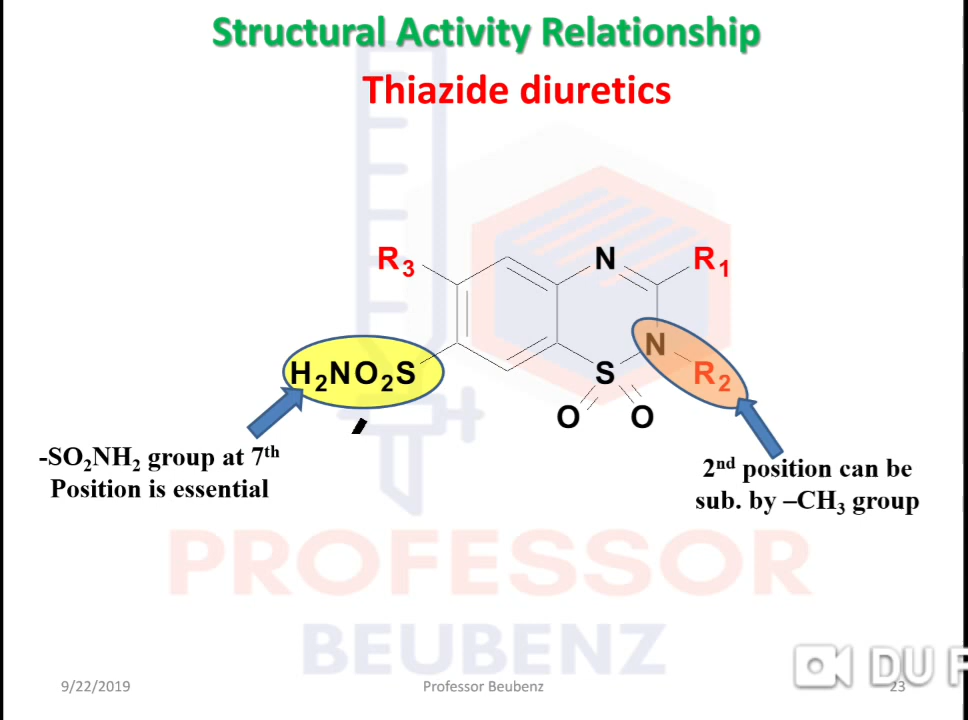 Structural Activity Relationship
Thiazide diuretics
R₃
N
R₁
N
R₂
H₂NO₂S
S
O
O
-SO₂NH₂ group at 7ᵗʰ
Position is essential
2ⁿᵈ position can be
sub. by –CH₃ group
PROFESSOR
BEUBENZ
9/22/2019
Professor Beubenz
23
DU